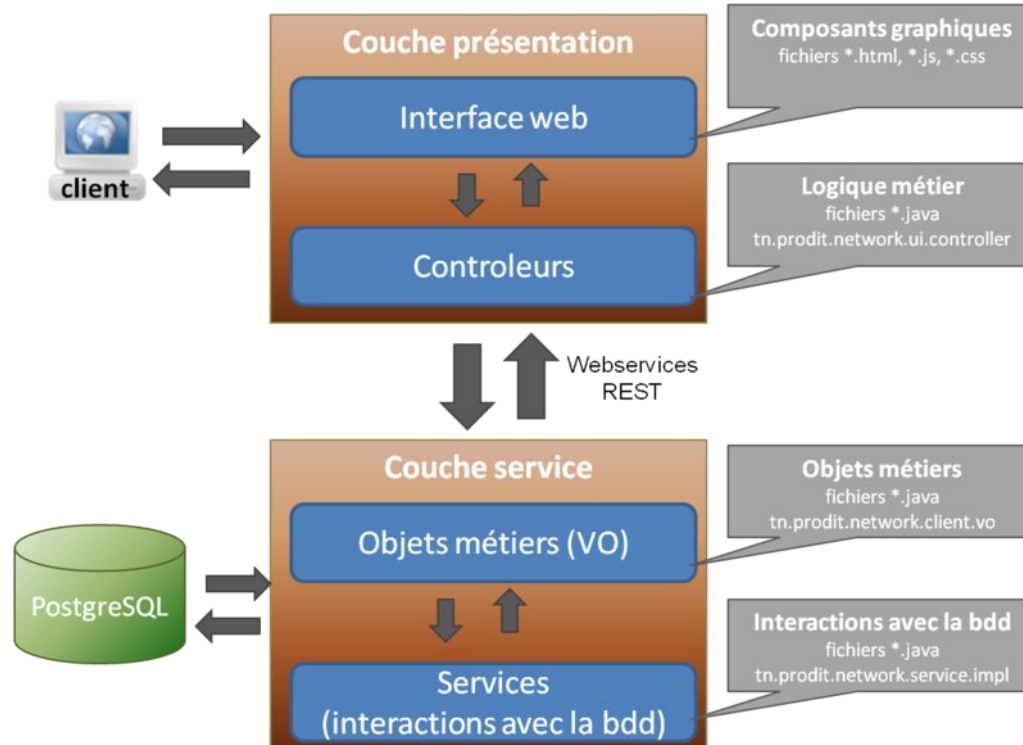 Couche présentation
Composants graphiques
fichiers *.html, *.js, *.css
Interface web
client
Logique métier
fichiers *.java
tn.prodit.network.ui.controller
Controleurs
Webservices
REST
Couche service
Objets métiers
fichiers *.java
tn.prodit.network.client.vo
Objets métiers (VO)
PostgreSQL
Interactions avec la bdd
fichiers *.java
tn.prodit.network.service.impl
Services
(interactions avec la bdd)